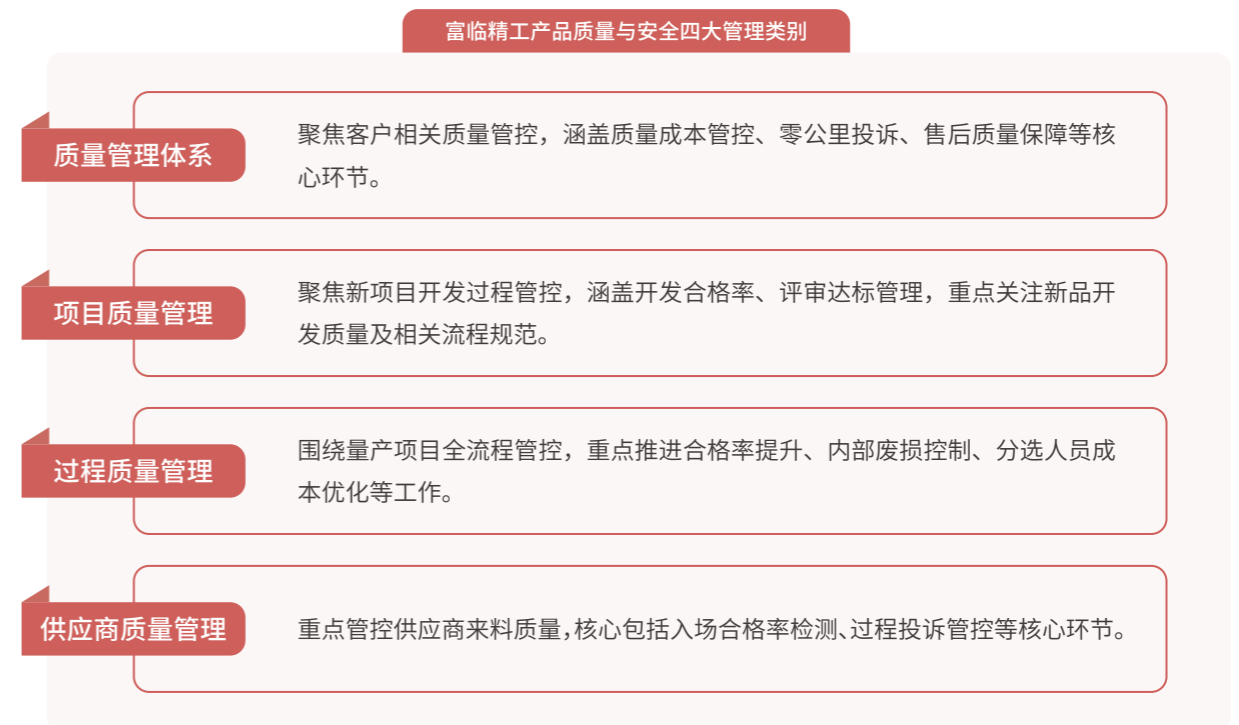 富临精工产品质量与安全四大管理类别
质量管理体系
聚焦客户相关质量管控，涵盖质量成本管控、零公里投诉、售后质量保障等核
心环节。
项目质量管理
聚焦新项目开发过程管控，涵盖开发合格率、评审达标管理，重点关注新品开
发质量及相关流程规范。
过程质量管理
围绕量产项目全流程管控，重点推进合格率提升、内部废损控制、分选人员成
本优化等工作。
供应商质量管理
重点管控供应商来料质量，核心包括入场合格率检测、过程投诉管控等核心环节。